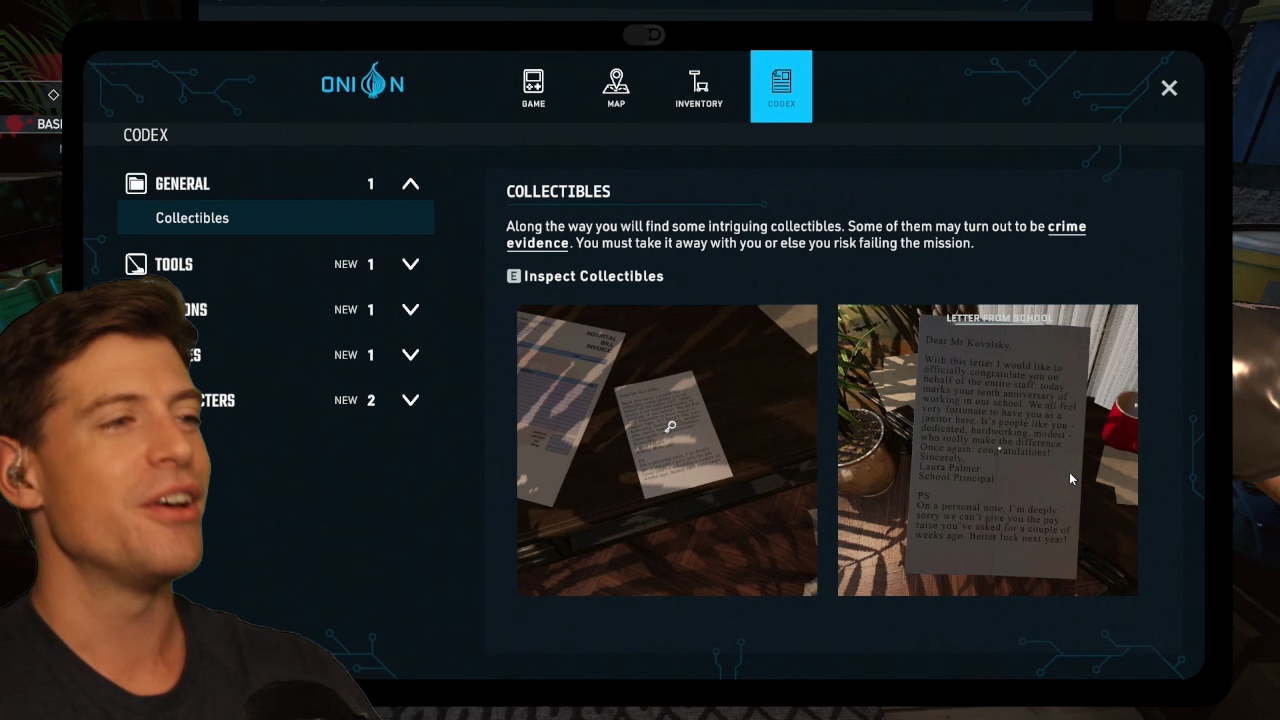 ONION
GAME
MAP
INVENTORY
CODEX
BASE
CODEX
GENERAL 1
Collectibles
TOOLS NEW 1
ONS NEW 1
ES NEW 1
CTERS NEW 2
COLLECTIBLES
Along the way you will find some intriguing collectibles. Some of them may turn out to be crime
evidence. You must take it away with you or else you risk failing the mission.
E Inspect Collectibles
HOSPITAL
BILL
INVOICE
LETTER FROM SCHOOL
Dear Mr Kovalsky,
With this letter I would like to
officially congratulate you on
behalf of the entire staff: today
marks your tenth anniversary of
working in our school. We all feel
very fortunate to have you as a
janitor here. It's people like you -
dedicated, hardworking, modest -
who really make the difference.
Once again: congratulations!
Sincerely,
Laura Palmer
School Principal
PS
On a personal note, I'm deeply
sorry we can't give you the pay
raise you've asked for a couple of
weeks ago. Better luck next year!